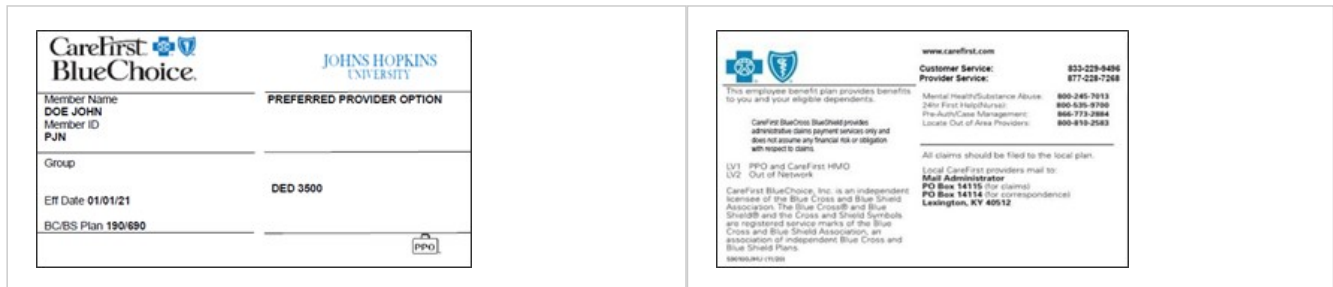 CareFirst
BlueChoice.
JOHNS HOPKINS
UNIVERSITY
Member Name
DOE JOHN
Member ID
PJN
PREFERRED PROVIDER OPTION
Group
Eff Date 01/01/21
BC/BS Plan 190/690
DED 3500
PPO
This employee benefit plan provides benefits
to you and your eligible dependents.
CareFirst BlueCross BlueShield provides
administrative claims payment services only and
does not assume any financial risk or obligation
with respect to claims.
LV1 PPO and CareFirst HMO
LV2 Out of Network
CareFirst BlueChoice, Inc. is an independent
licensee of the Blue Cross and Blue Shield
Association. The Blue Cross® and Blue
Shield® and the Cross and Shield Symbols
are registered service marks of the Blue
Cross and Blue Shield Association, an
association of independent Blue Cross and
Blue Shield Plans.
(11/20)
www.carefirst.com
Customer Service: 833-229-9496
Provider Service: 877-228-7268
Mental Health/Substance Abuse: 800-245-7013
24hr First Help(Nurse): 800-535-9700
Pre-Auth/Case Management: 866-773-2884
Locate Out of Area Providers: 800-810-2583
All claims should be filed to the local plan.
Local CareFirst providers mail to:
Mail Administrator
PO Box 14115 (for claims)
PO Box 14114 (for correspondence)
Lexington, KY 40512